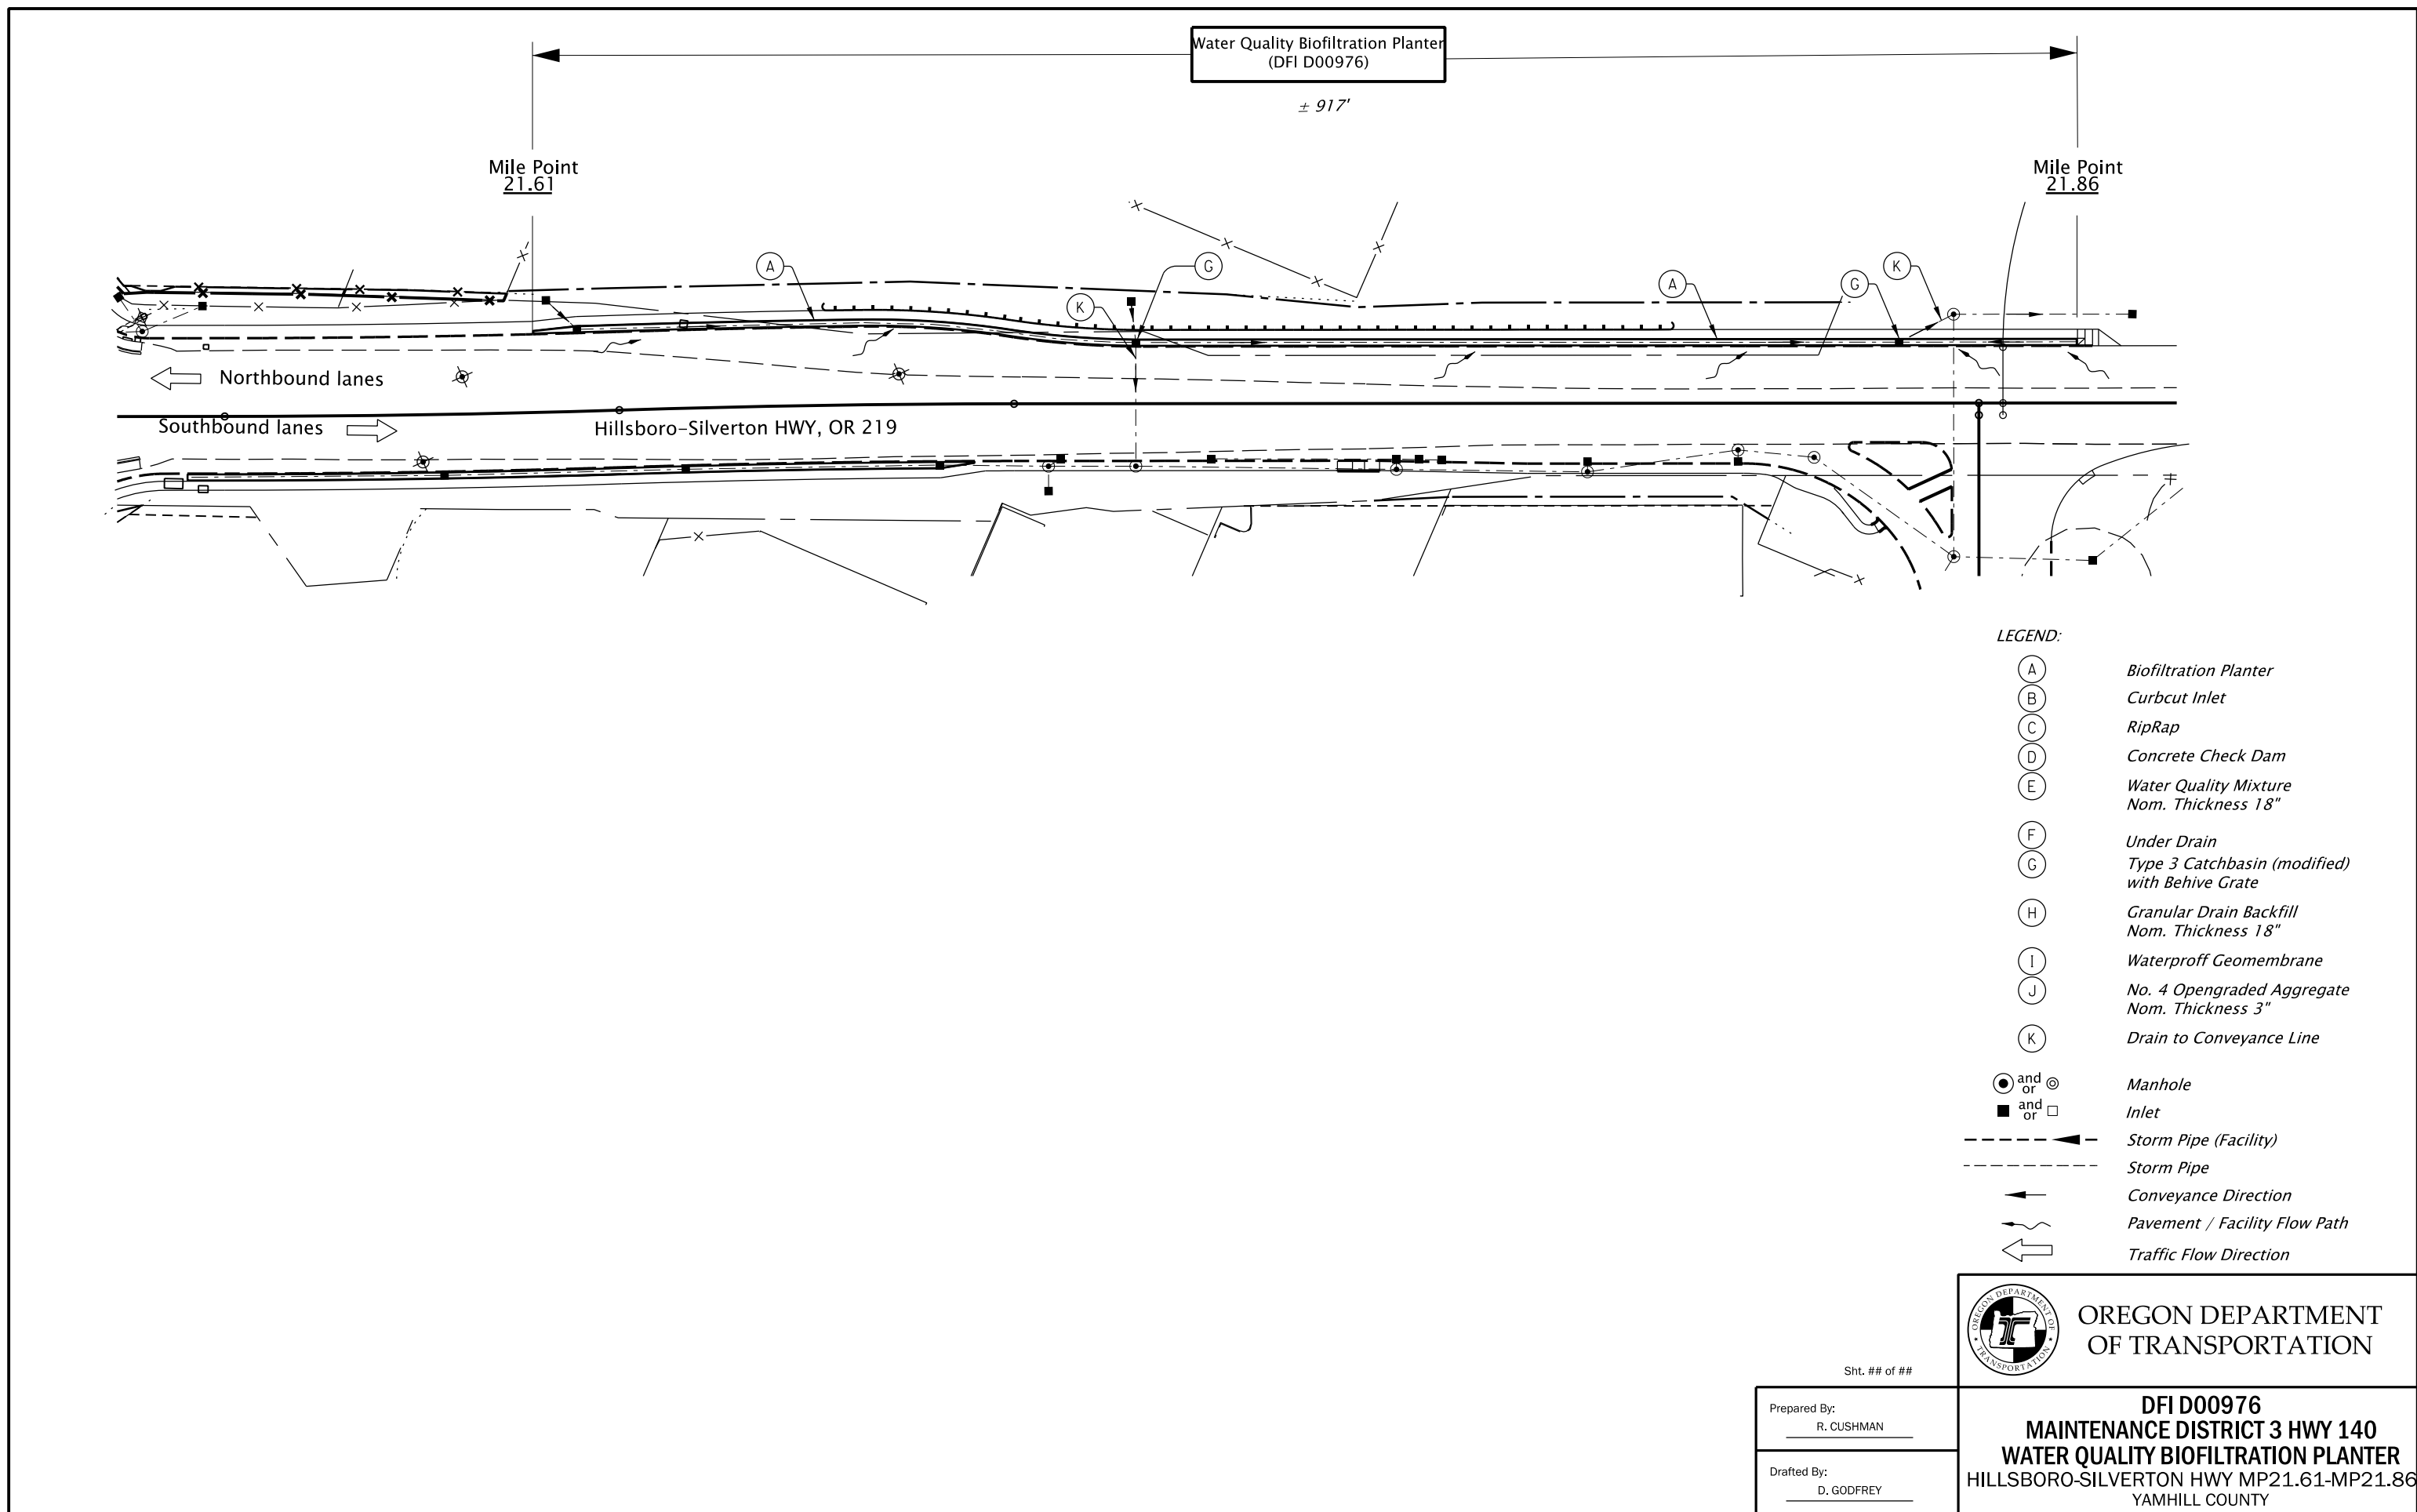 Water Quality Biofiltration Planter
(DFI D00976)
± 917'
Mile Point
21.61
Mile Point
21.86
A
G
K
A
G
K
Northbound lanes
Southbound lanes
Hillsboro-Silverton HWY, OR 219
LEGEND:
A Biofiltration Planter
B Curbcut Inlet
C RipRap
D Concrete Check Dam
E Water Quality Mixture
Nom. Thickness 18"
F Under Drain
G Type 3 Catchbasin (modified)
with Behive Grate
H Granular Drain Backfill
Nom. Thickness 18"
I Waterproff Geomembrane
J No. 4 Opengraded Aggregate
Nom. Thickness 3"
K Drain to Conveyance Line
and
or
Manhole
and
or
Inlet
Storm Pipe (Facility)
Storm Pipe
Conveyance Direction
Pavement / Facility Flow Path
Traffic Flow Direction
OREGON DEPARTMENT OF
TRANSPORTATION
OREGON DEPARTMENT
OF TRANSPORTATION
Sht. ## of ##
Prepared By:
R. CUSHMAN
Drafted By:
D. GODFREY
DFI D00976
MAINTENANCE DISTRICT 3 HWY 140
WATER QUALITY BIOFILTRATION PLANTER
HILLSBORO-SILVERTON HWY MP21.61-MP21.86
YAMHILL COUNTY